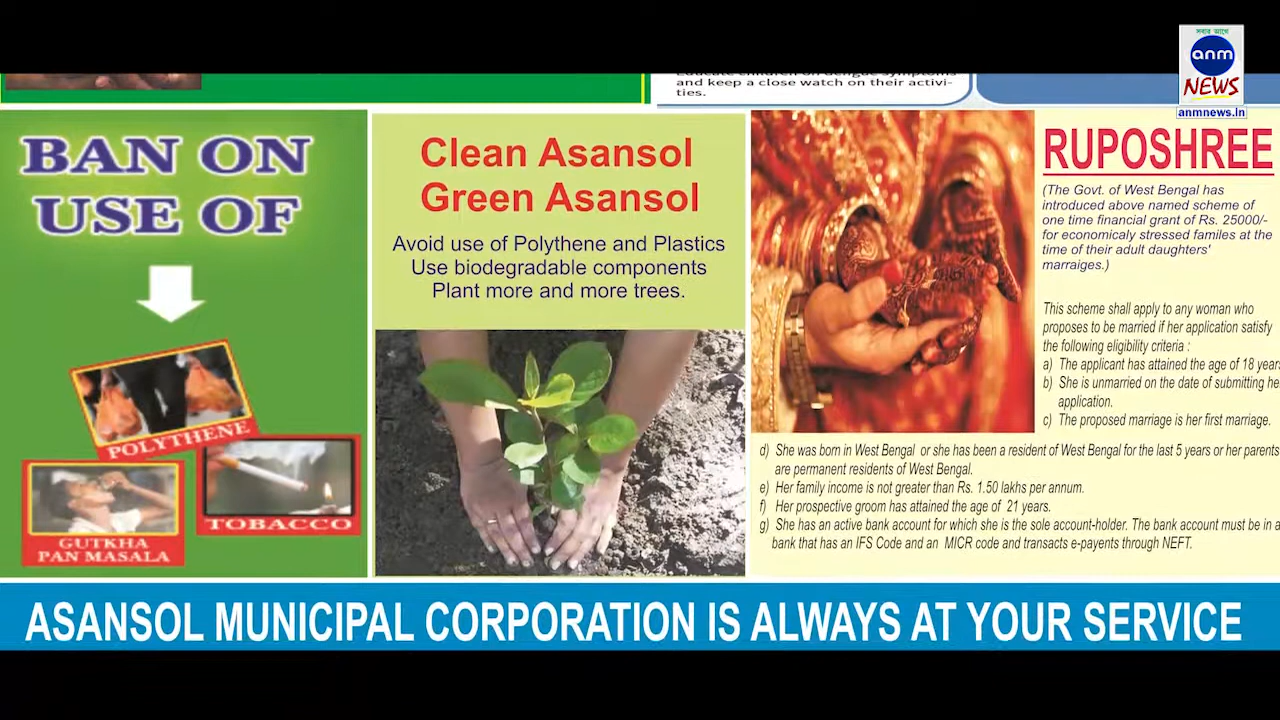 সবার আগে
anm
NEWS
anmnews.in
and keep a close watch on their activi-
ties.
BAN ON
USE OF
POLYTHENE
TOBACCO
GUTKHA
PAN MASALA
Clean Asansol
Green Asansol
Avoid use of Polythene and Plastics
Use biodegradable components
Plant more and more trees.
RUPOSHREE
(The Govt. of West Bengal has
introduced above named scheme of
one time financial grant of Rs. 25000/-
for economicaly stressed familes at the
time of their adult daughters'
marraiges.)
This scheme shall apply to any woman who
proposes to be married if her application satisfy
the following eligibility criteria :
a) The applicant has attained the age of 18 years
b) She is unmarried on the date of submitting he
application.
c) The proposed marriage is her first marriage.
d) She was born in West Bengal or she has been a resident of West Bengal for the last 5 years or her parents
are permanent residents of West Bengal.
e) Her family income is not greater than Rs. 1.50 lakhs per annum.
f) Her prospective groom has attained the age of 21 years.
g) She has an active bank account for which she is the sole account-holder. The bank account must be in a
bank that has an IFS Code and an MICR code and transacts e-payents through NEFT.
ASANSOL MUNICIPAL CORPORATION IS ALWAYS AT YOUR SERVICE